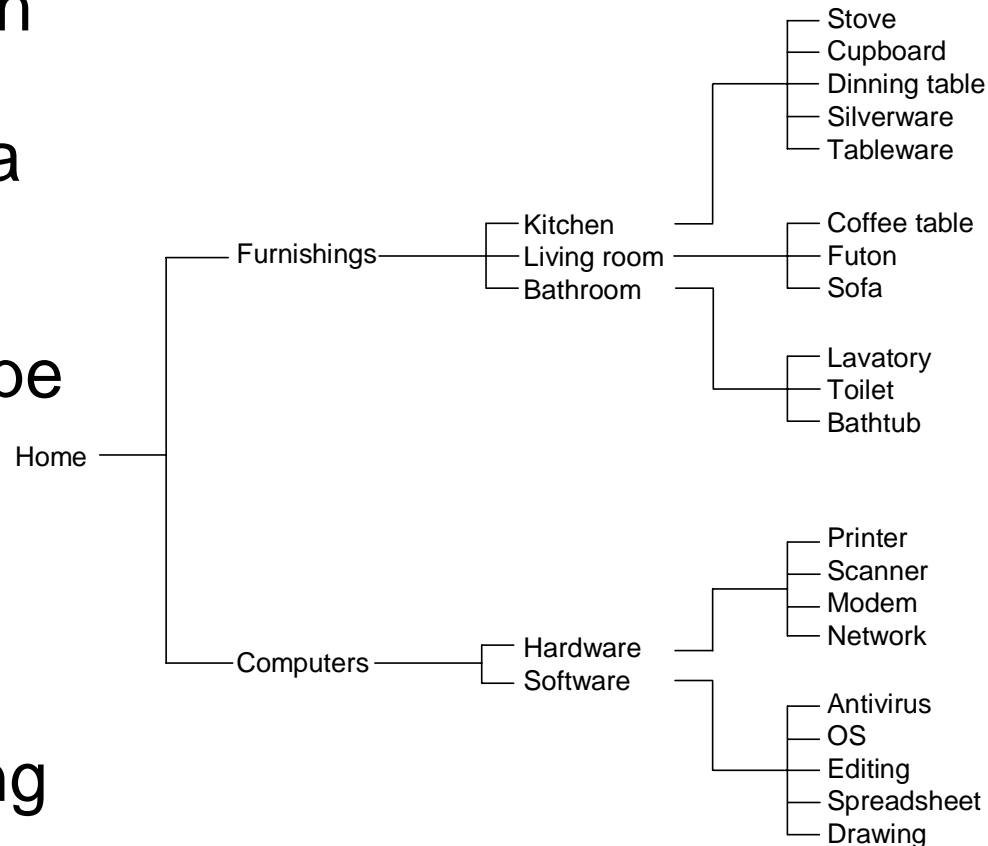 Home
Furnishings
Kitchen
Stove
Cupboard
Dinning table
Silverware
Tableware
Living room
Coffee table
Futon
Sofa
Bathroom
Lavatory
Toilet
Bathtub
Computers
Hardware
Printer
Scanner
Modem
Network
Software
Antivirus
OS
Editing
Spreadsheet
Drawing